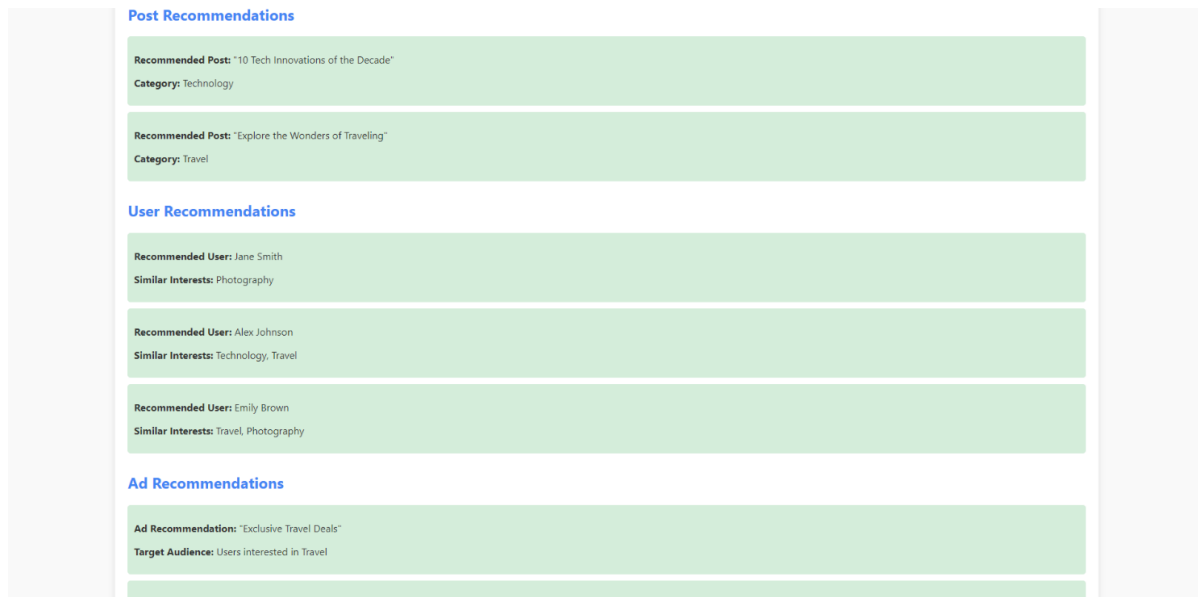 Post Recommendations
Recommended Post: "10 Tech Innovations of the Decade"
Category: Technology
Recommended Post: "Explore the Wonders of Traveling"
Category: Travel
User Recommendations
Recommended User: Jane Smith
Similar Interests: Photography
Recommended User: Alex Johnson
Similar Interests: Technology, Travel
Recommended User: Emily Brown
Similar Interests: Travel, Photography
Ad Recommendations
Ad Recommendation: "Exclusive Travel Deals"
Target Audience: Users interested in Travel